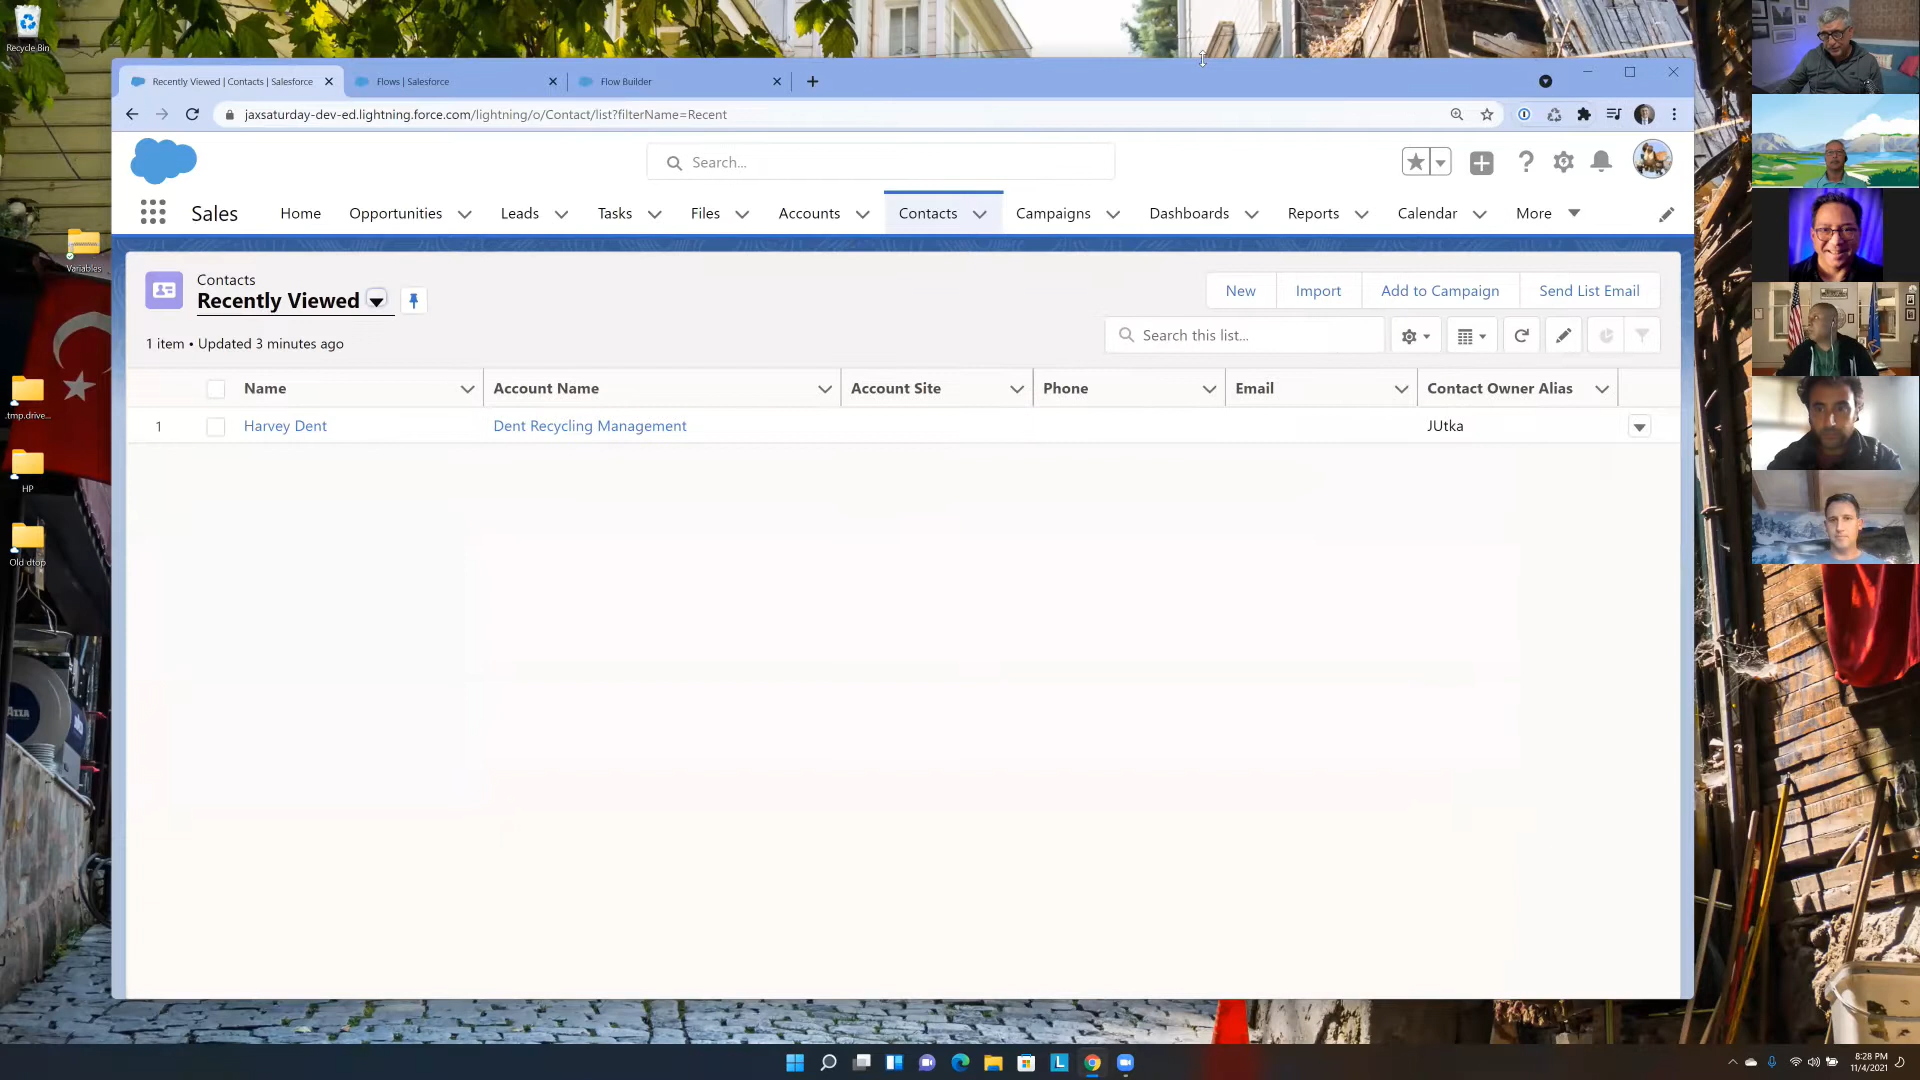 Recycle Bin
Variables
.tmp.drive...
HP
Old dtop
Recently Viewed | Contacts | Salesforce
Flows | Salesforce
Flow Builder
jaxsaturday-dev-ed.lightning.force.com/lightning/o/Contact/list?filterName=Recent
Search...
Sales
Home
Opportunities
Leads
Tasks
Files
Accounts
Contacts
Campaigns
Dashboards
Reports
Calendar
More
Contacts
Recently Viewed
New
Import
Add to Campaign
Send List Email
1 item • Updated 3 minutes ago
Search this list...
Name
Account Name
Account Site
Phone
Email
Contact Owner Alias
1
Harvey Dent
Dent Recycling Management
JUtka
L
8:28 PM
11/4/2021